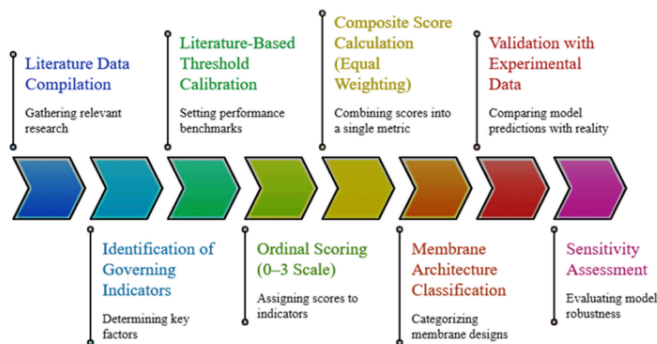 Literature Data
Compilation
Gathering relevant
research
Identification of
Governing
Indicators
Determining key
factors
Literature-Based
Threshold
Calibration
Setting performance
benchmarks
Ordinal Scoring
(0–3 Scale)
Assigning scores to
indicators
Composite Score
Calculation
(Equal
Weighting)
Combining scores into
a single metric
Membrane
Architecture
Classification
Categorizing
membrane designs
Validation with
Experimental
Data
Comparing model
predictions with reality
Sensitivity
Assessment
Evaluating model
robustness